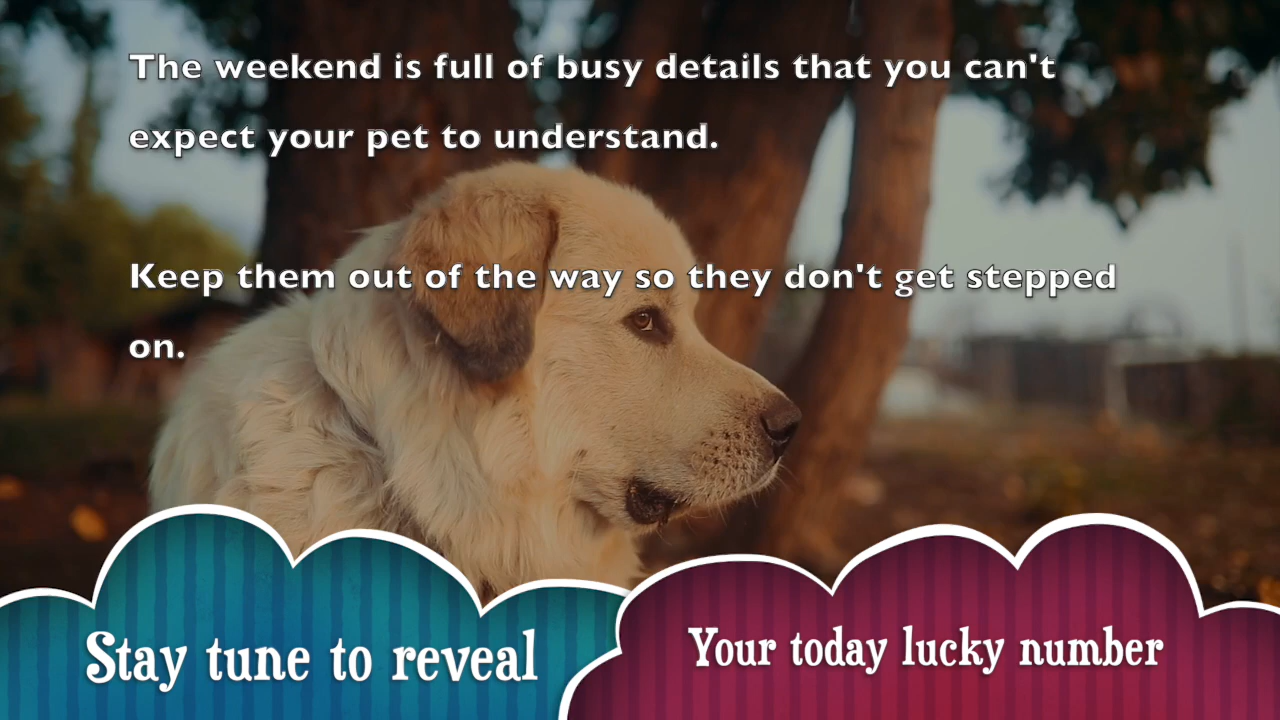 The weekend is full of busy details that you can't
expect your pet to understand.
Keep them out of the way so they don't get stepped
on.
Stay tune to reveal
Your today lucky number